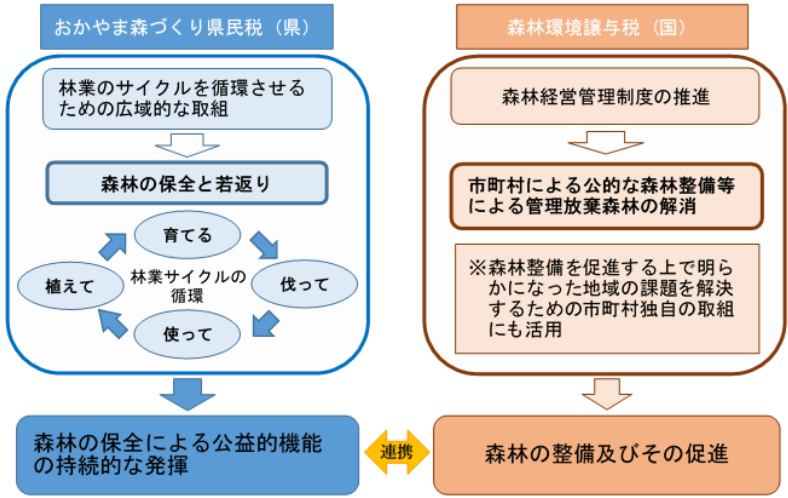 おかやま森づくり県民税（県）
林業のサイクルを循環させる
ための広域的な取組
森林の保全と若返り
育てる
植えて
林業サイクルの
循環
伐って
使って
森林の保全による公益的機能
の持続的な発揮
連携
森林環境譲与税（国）
森林経営管理制度の推進
市町村による公的な森林整備等
による管理放棄森林の解消
※森林整備を促進する上で明ら
かになった地域の課題を解決
するための市町村独自の取組
にも活用
森林の整備及びその促進